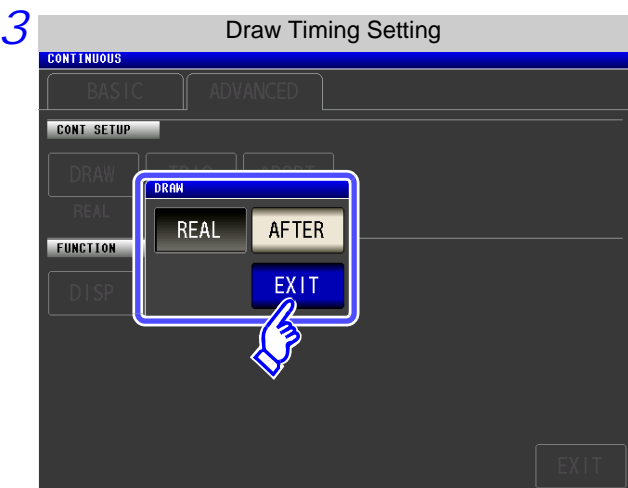 3
Draw Timing Setting
CONTINUOUS
BASIC ADVANCED
CONT SETUP
DRAW
REAL
DRAW
REAL AFTER
FUNCTION
DISP
EXIT
EXIT